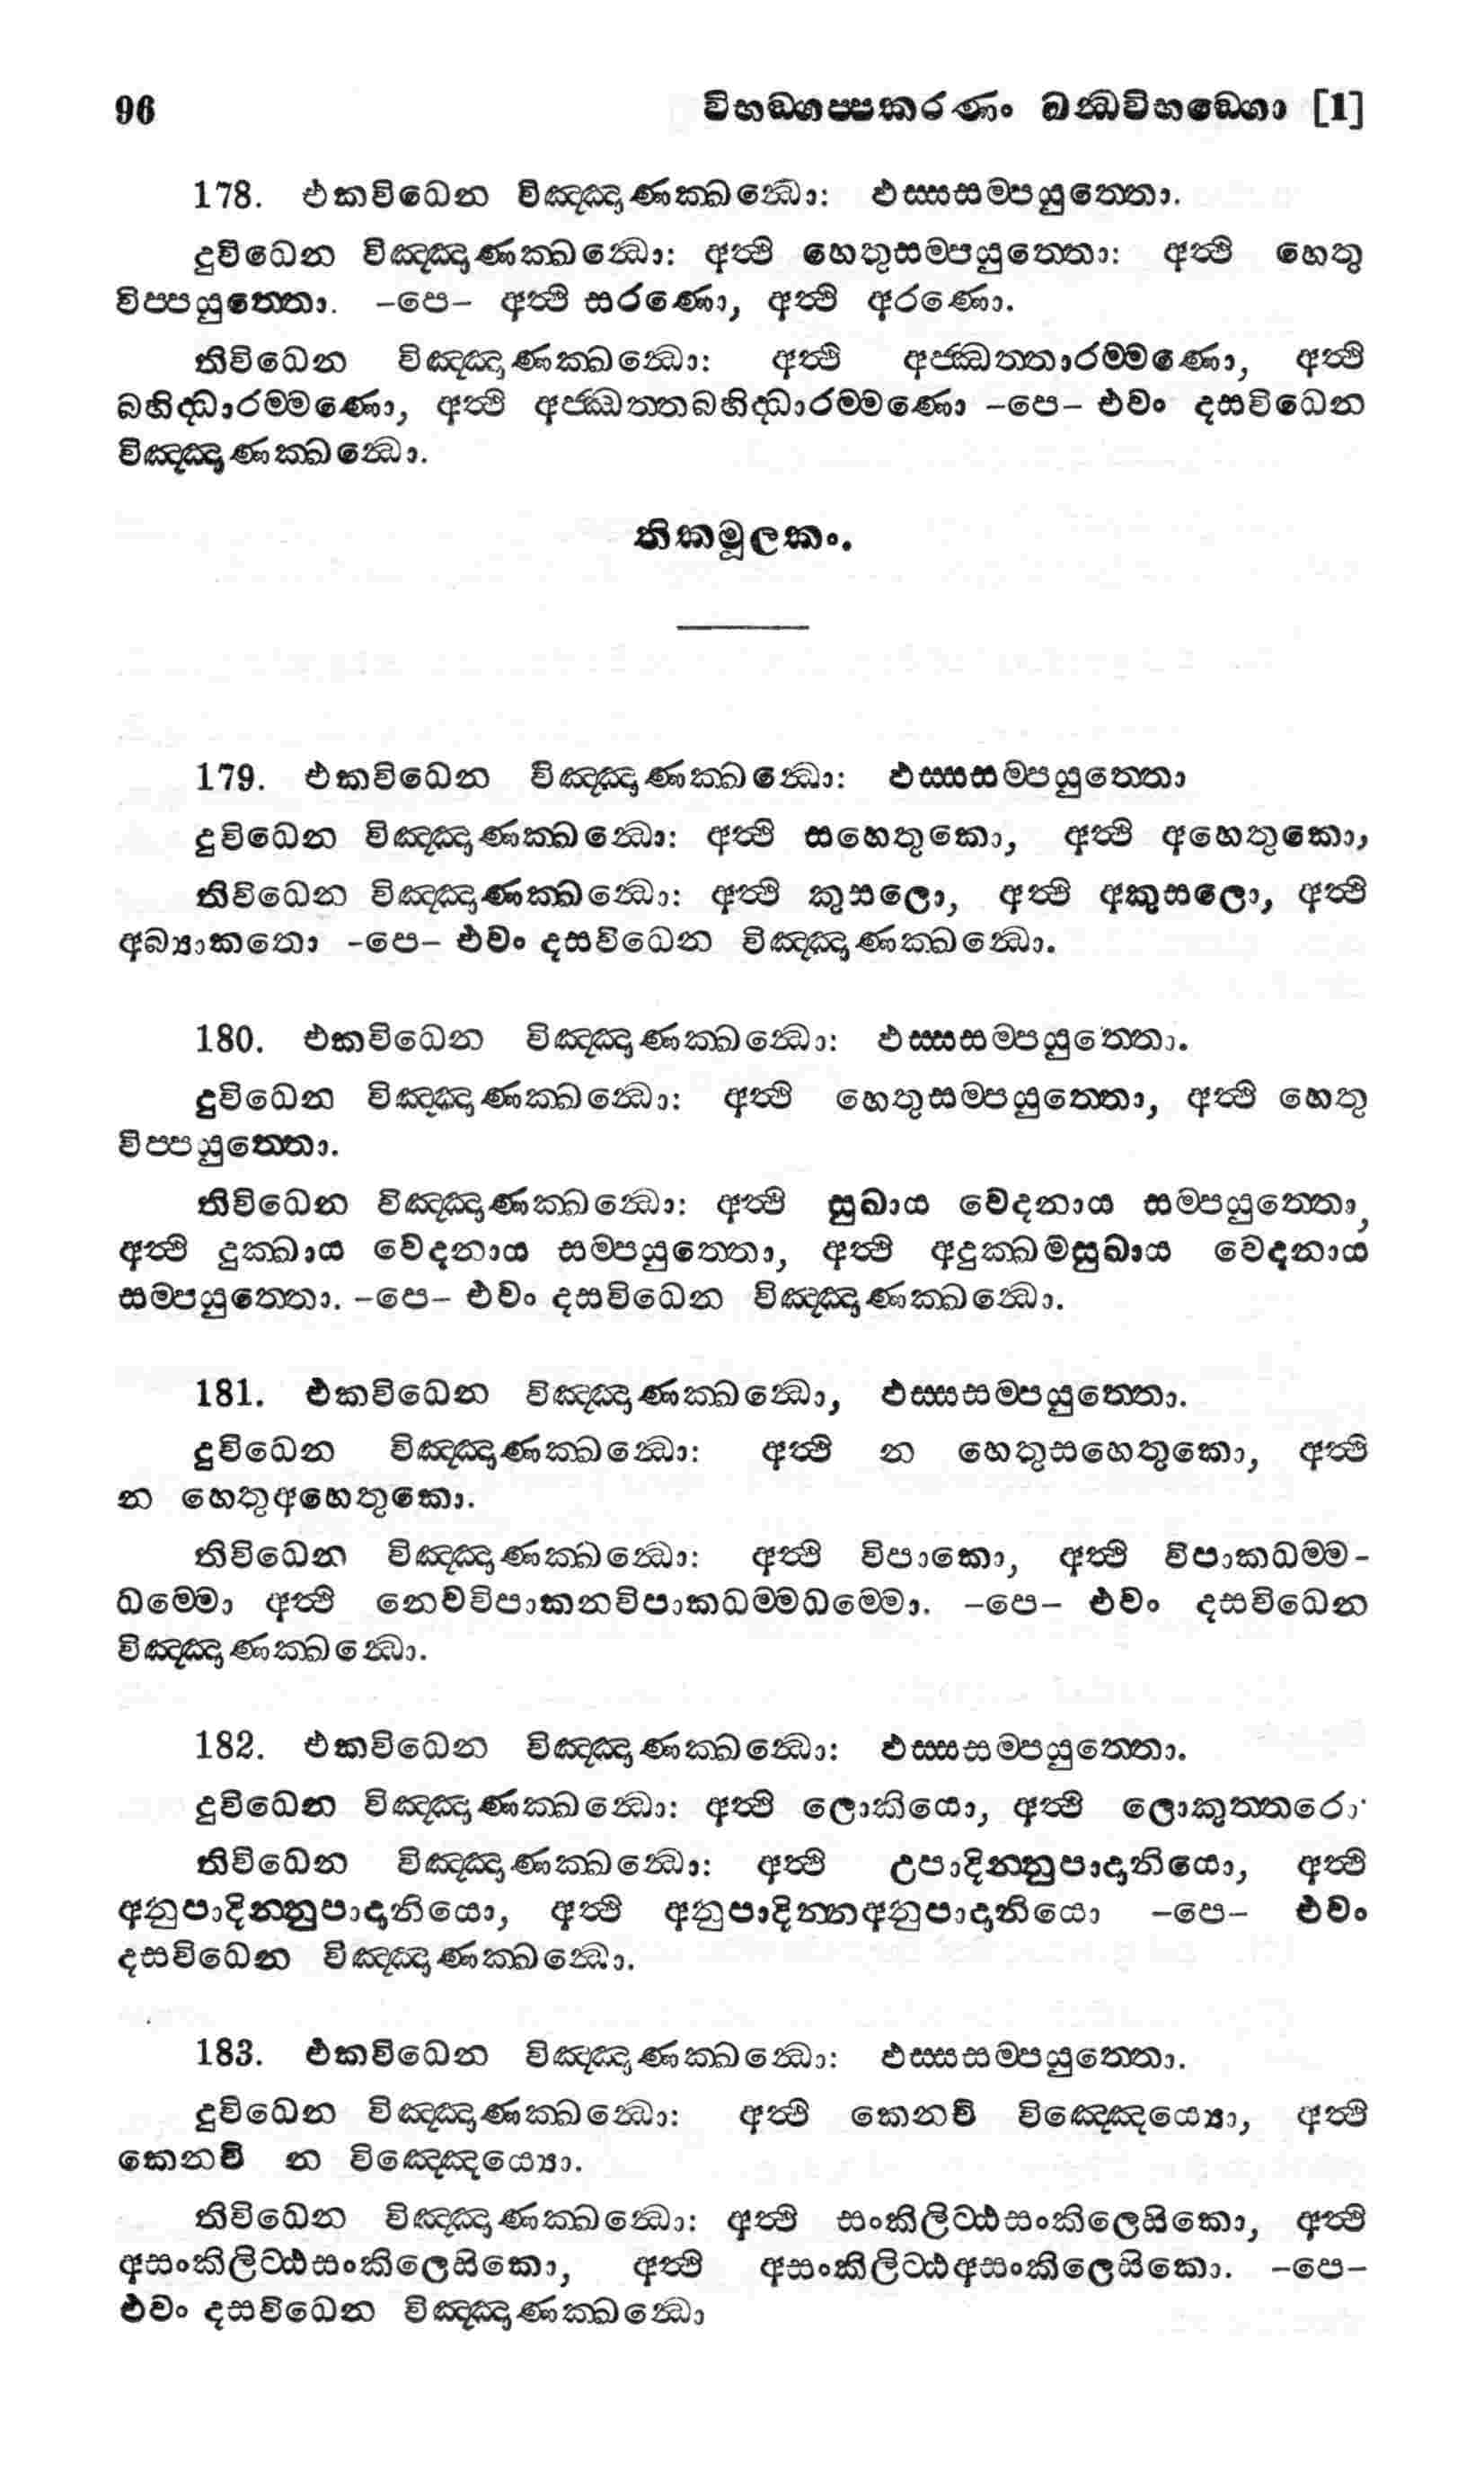 96 විභඞ්ගප්පකරණං ඛන්ධවිභඞ්ගො [1]
178. එකවිධෙන විඤ්ඤාණක්ඛන්ධො: ඵස්සසම්පයුත්තො.
දුවිධෙන විඤ්ඤාණක්ඛන්ධො: අත්ථි හෙතුසම්පයුත්තො: අත්ථි හෙතු
විප්පයුත්තො. -පෙ- අත්ථි සරණො, අත්ථි අරණො.
තිවිධෙන විඤ්ඤාණක්ඛන්ධො: අත්ථි අජ්ඣත්තාරම්මණො, අත්ථි
බහිද්ධාරම්මණො, අත්ථි අජ්ඣත්තබහිද්ධාරම්මණො -පෙ- එවං දසවිධෙන
විඤ්ඤාණක්ඛන්ධො.
තිකමූලකං.
179. එකවිධෙන විඤ්ඤාණක්ඛන්ධො: ඵස්සසම්පයුත්තො
දුවිධෙන විඤ්ඤාණක්ඛන්ධො: අත්ථි සහෙතුකො, අත්ථි අහෙතුකො,
තිවිධෙන විඤ්ඤාණක්ඛන්ධො: අත්ථි කුසලො, අත්ථි අකුසලො, අත්ථි
අබ්‍යාකතො -පෙ- එවං දසවිධෙන විඤ්ඤාණක්ඛන්ධො.
180. එකවිධෙන විඤ්ඤාණක්ඛන්ධො: ඵස්සසම්පයුත්තො.
දුවිධෙන විඤ්ඤාණක්ඛන්ධො: අත්ථි හෙතුසම්පයුත්තො, අත්ථි හෙතු
විප්පයුත්තො.
තිවිධෙන විඤ්ඤාණක්ඛන්ධො: අත්ථි සුඛාය වෙදනාය සම්පයුත්තො,
අත්ථි දුක්ඛාය වෙදනාය සම්පයුත්තො, අත්ථි අදුක්ඛමසුඛාය වෙදනාය
සම්පයුත්තො. -පෙ- එවං දසවිධෙන විඤ්ඤාණක්ඛන්ධො.
181. එකවිධෙන විඤ්ඤාණක්ඛන්ධො, ඵස්සසම්පයුත්තො.
දුවිධෙන විඤ්ඤාණක්ඛන්ධො: අත්ථි න හෙතුසහෙතුකො, අත්ථි
න හෙතුඅහෙතුකො.
තිවිධෙන විඤ්ඤාණක්ඛන්ධො: අත්ථි විපාකො, අත්ථි විපාකධම්ම-
ධම්මො අත්ථි නෙවවිපාකනවිපාකධම්මධම්මො. -පෙ- එවං දසවිධෙන
විඤ්ඤාණක්ඛන්ධො.
182. එකවිධෙන විඤ්ඤාණක්ඛන්ධො: ඵස්සසම්පයුත්තො.
දුවිධෙන විඤ්ඤාණක්ඛන්ධො: අත්ථි ලොකියො, අත්ථි ලොකුත්තරො
තිවිධෙන විඤ්ඤාණක්ඛන්ධො: අත්ථි උපාදින්නුපාදානියො, අත්ථි
අනුපාදින්නුපාදානියො, අත්ථි අනුපාදින්නඅනුපාදානියො -පෙ- එවං
දසවිධෙන විඤ්ඤාණක්ඛන්ධො.
183. එකවිධෙන විඤ්ඤාණක්ඛන්ධො: ඵස්සසම්පයුත්තො.
දුවිධෙන විඤ්ඤාණක්ඛන්ධො: අත්ථි කෙනචි විඤ්ඤෙය්‍යො, අත්ථි
කෙනචි න විඤ්ඤෙය්‍යො.
තිවිධෙන විඤ්ඤාණක්ඛන්ධො: අත්ථි සංකිලිට්ඨසංකිලෙසිකො, අත්ථි
අසංකිලිට්ඨසංකිලෙසිකො, අත්ථි අසංකිලිට්ඨඅසංකිලෙසිකො. -පෙ-
එවං දසවිධෙන විඤ්ඤාණක්ඛන්ධො